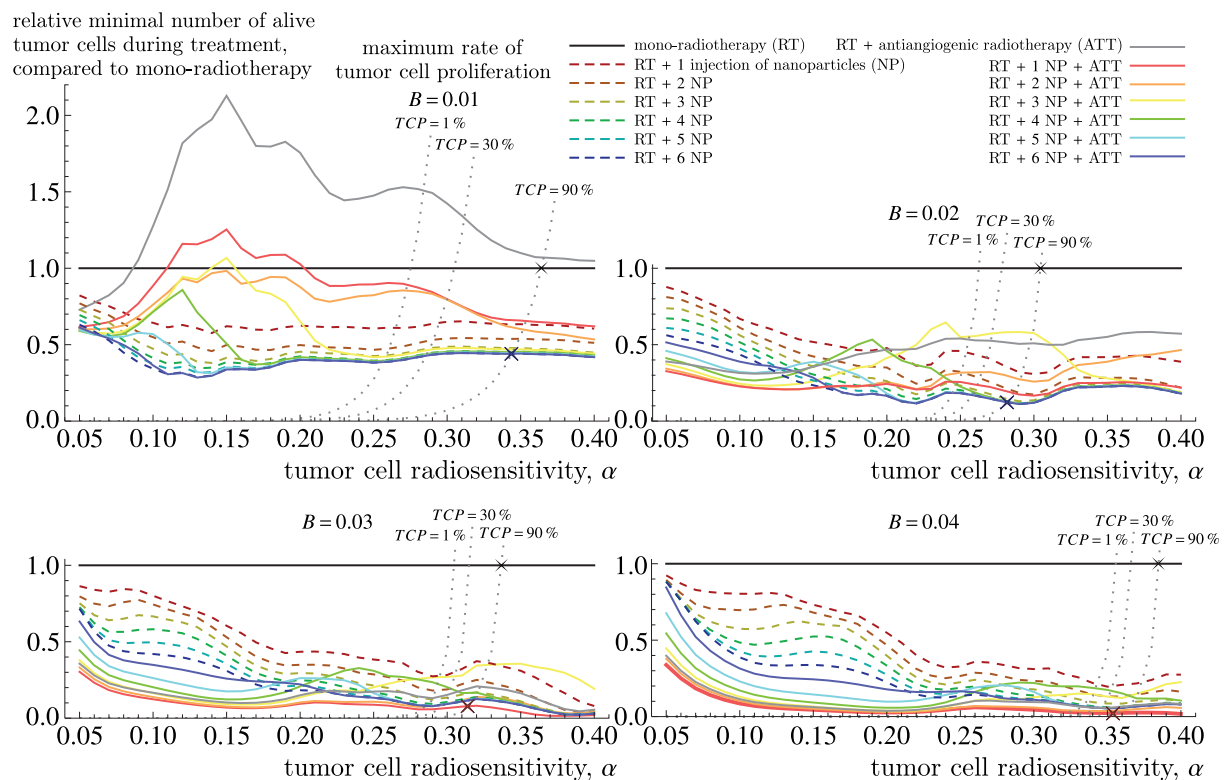 relative minimal number of alive
tumor cells during treatment,
compared to mono-radiotherapy
maximum rate of
tumor cell proliferation
mono-radiotherapy (RT)
RT + 1 injection of nanoparticles (NP)
RT + 2 NP
RT + 3 NP
RT + 4 NP
RT + 5 NP
RT + 6 NP
RT + antiangiogenic radiotherapy (ATT)
RT + 1 NP + ATT
RT + 2 NP + ATT
RT + 3 NP + ATT
RT + 4 NP + ATT
RT + 5 NP + ATT
RT + 6 NP + ATT
B = 0.01
TCP = 1 %
TCP = 30 %
TCP = 90 %
2.0
1.5
1.0
0.5
0.0
0.05 0.10 0.15 0.20 0.25 0.30 0.35 0.40
tumor cell radiosensitivity, α
B = 0.02
TCP = 30 %
TCP = 1 %
TCP = 90 %
1.0
0.5
0.0
0.05 0.10 0.15 0.20 0.25 0.30 0.35 0.40
tumor cell radiosensitivity, α
B = 0.03
TCP = 30 %
TCP = 1 %
TCP = 90 %
1.0
0.5
0.0
0.05 0.10 0.15 0.20 0.25 0.30 0.35 0.40
tumor cell radiosensitivity, α
B = 0.04
TCP = 30 %
TCP = 1 %
TCP = 90 %
1.0
0.5
0.0
0.05 0.10 0.15 0.20 0.25 0.30 0.35 0.40
tumor cell radiosensitivity, α